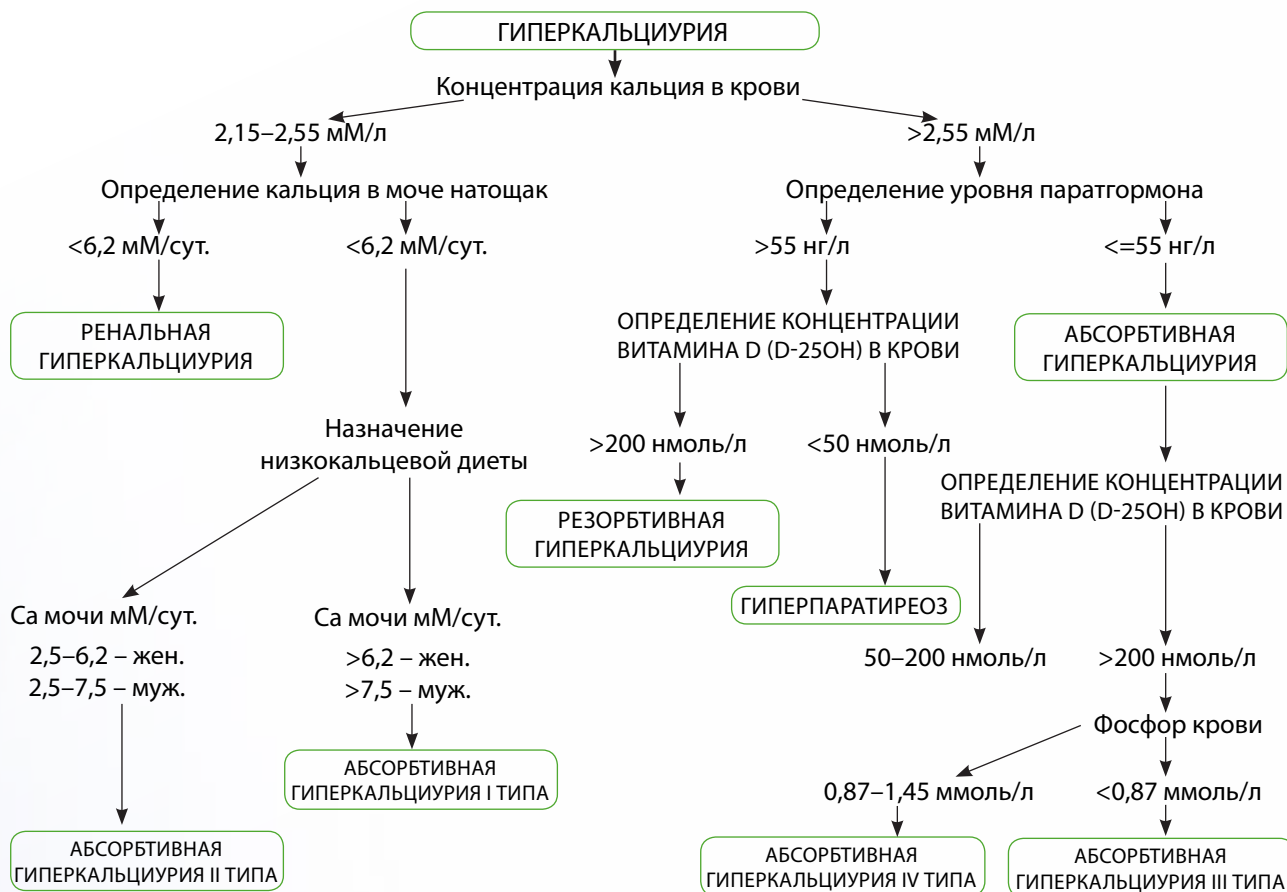 ГИПЕРКАЛЬЦИУРИЯ
Концентрация кальция в крови
2,15–2,55 мМ/л
>2,55 мМ/л
Определение кальция в моче натощак
Определение уровня паратгормона
<6,2 мМ/сут.
<6,2 мМ/сут.
>55 нг/л
<=55 нг/л
РЕНАЛЬНАЯ
ГИПЕРКАЛЬЦИУРИЯ
ОПРЕДЕЛЕНИЕ КОНЦЕНТРАЦИИ
ВИТАМИНА D (D-25OH) В КРОВИ
АБСОРБТИВНАЯ
ГИПЕРКАЛЬЦИУРИЯ
Назначение
низкокальцевой диеты
>200 нмоль/л
<50 нмоль/л
ОПРЕДЕЛЕНИЕ КОНЦЕНТРАЦИИ
ВИТАМИНА D (D-25OH) В КРОВИ
РЕЗОРБТИВНАЯ
ГИПЕРКАЛЬЦИУРИЯ
ГИПЕРПАРАТИРЕОЗ
Са мочи мМ/сут.
2,5–6,2 – жен.
2,5–7,5 – муж.
Са мочи мМ/сут.
>6,2 – жен.
>7,5 – муж.
50–200 нмоль/л
>200 нмоль/л
Фосфор крови
АБСОРБТИВНАЯ
ГИПЕРКАЛЬЦИУРИЯ I ТИПА
0,87–1,45 ммоль/л
<0,87 ммоль/л
АБСОРБТИВНАЯ
ГИПЕРКАЛЬЦИУРИЯ II ТИПА
АБСОРБТИВНАЯ
ГИПЕРКАЛЬЦИУРИЯ IV ТИПА
АБСОРБТИВНАЯ
ГИПЕРКАЛЬЦИУРИЯ III ТИПА